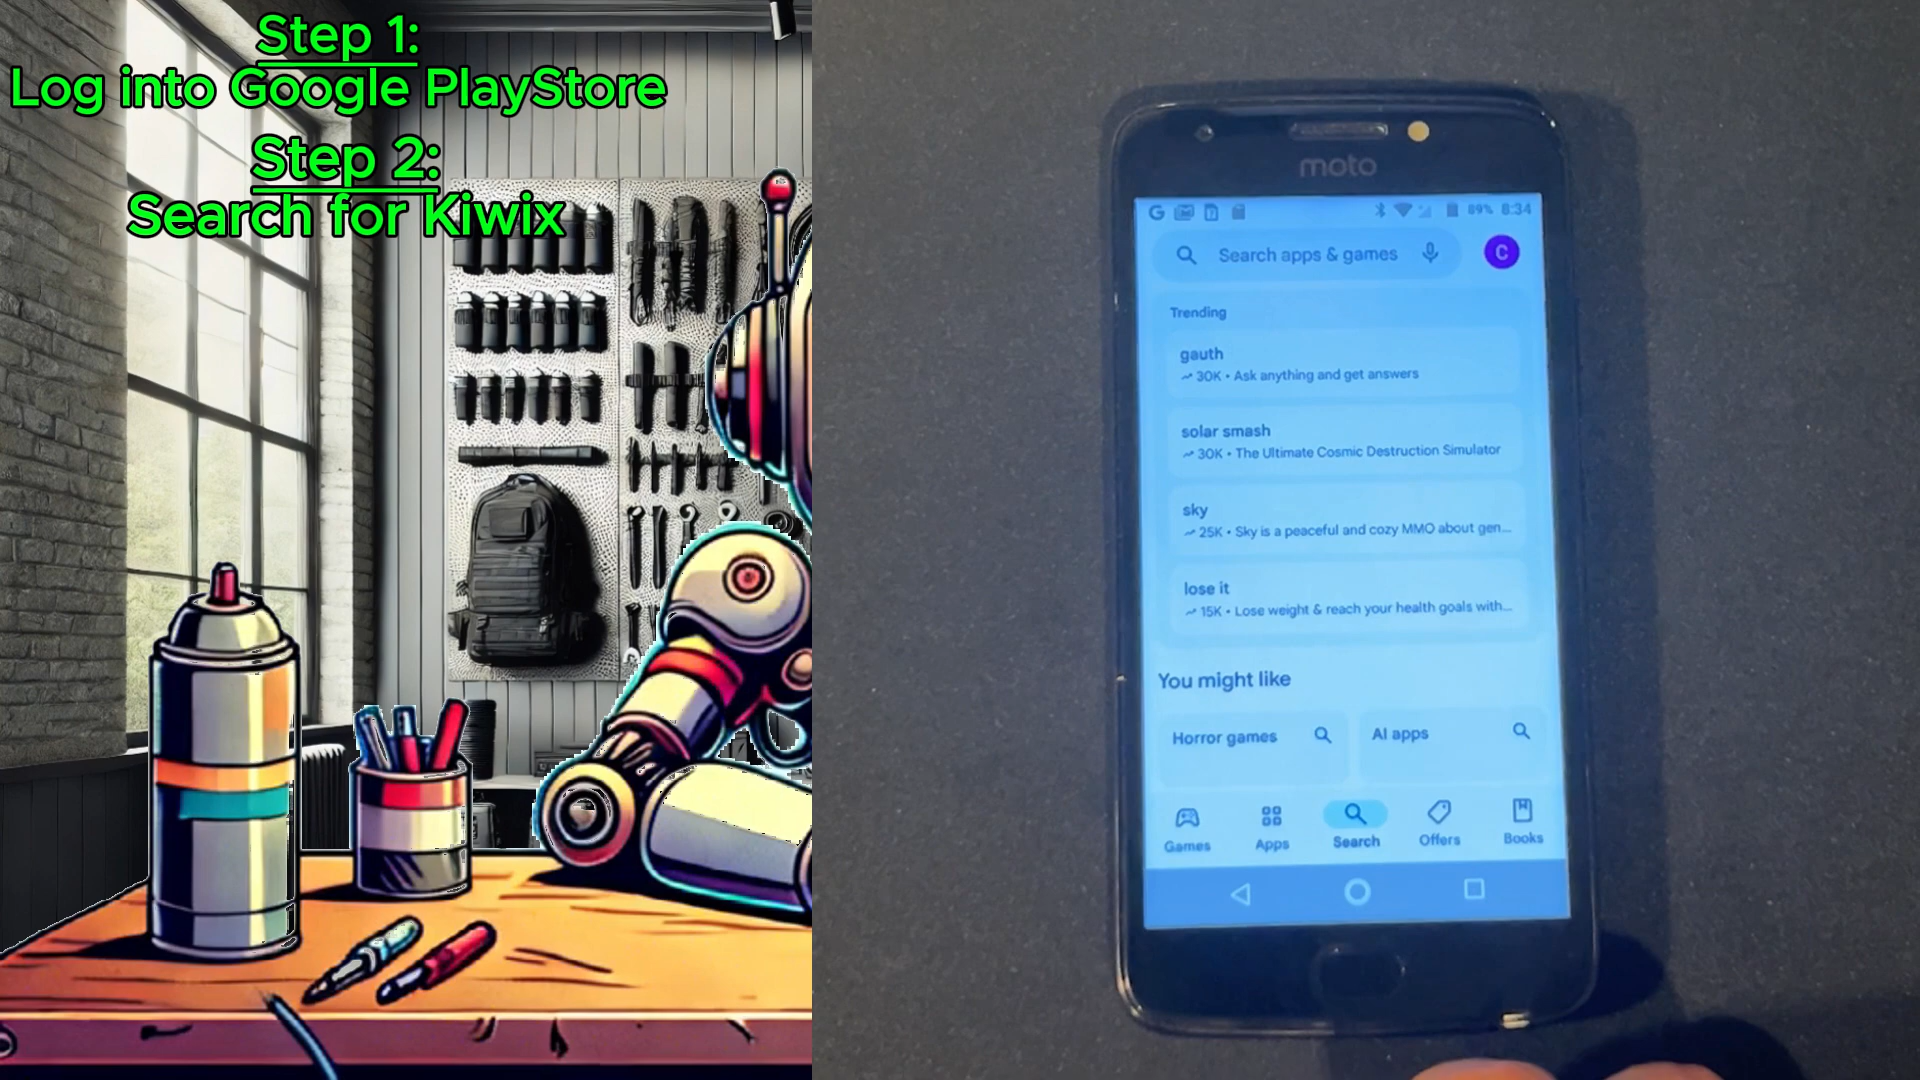 Step 1:
Log into Google PlayStore
Step 2:
Search for Kiwix
moto
G
89% 8:34
Search apps & games
C
Trending
gauth
30K • Ask anything and get answers
solar smash
30K • The Ultimate Cosmic Destruction Simulator
sky
25K • Sky is a peaceful and cozy MMO about gen...
lose it
15K • Lose weight & reach your health goals with...
You might like
Horror games
AI apps
Games
Apps
Search
Offers
Books